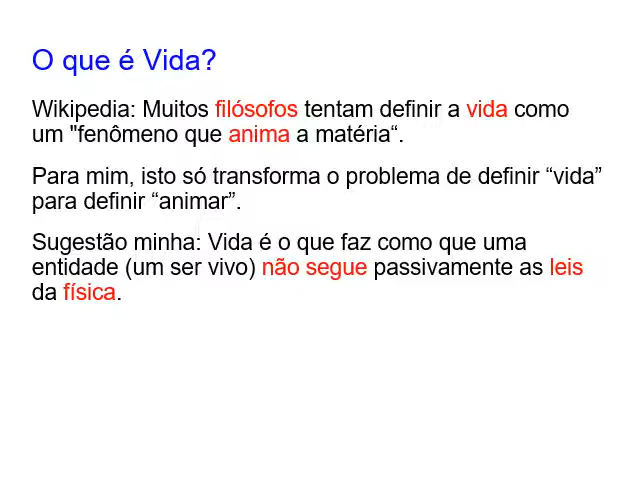 O que é Vida?
Wikipedia: Muitos filósofos tentam definir a vida como
um "fenômeno que anima a matéria“.
Para mim, isto só transforma o problema de definir “vida”
para definir “animar”.
Sugestão minha: Vida é o que faz como que uma
entidade (um ser vivo) não segue passivamente as leis
da física.